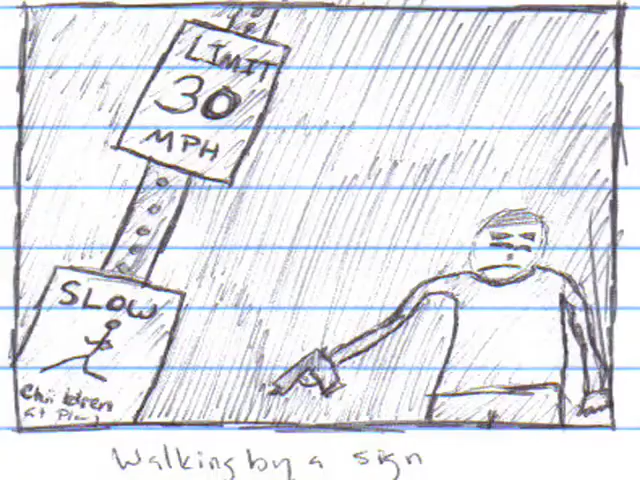 LIMIT
30
MPH
SLOW
Children
at Play
Walking by a sign